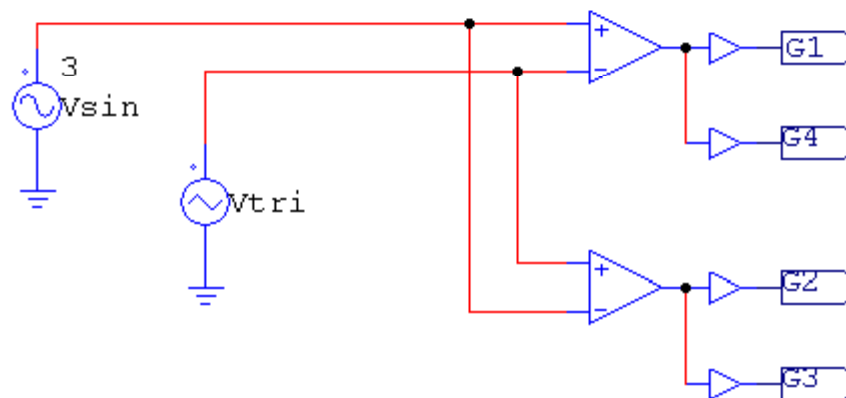 3
Vsin
Vtri
+
−
G1
G4
+
−
G2
G3